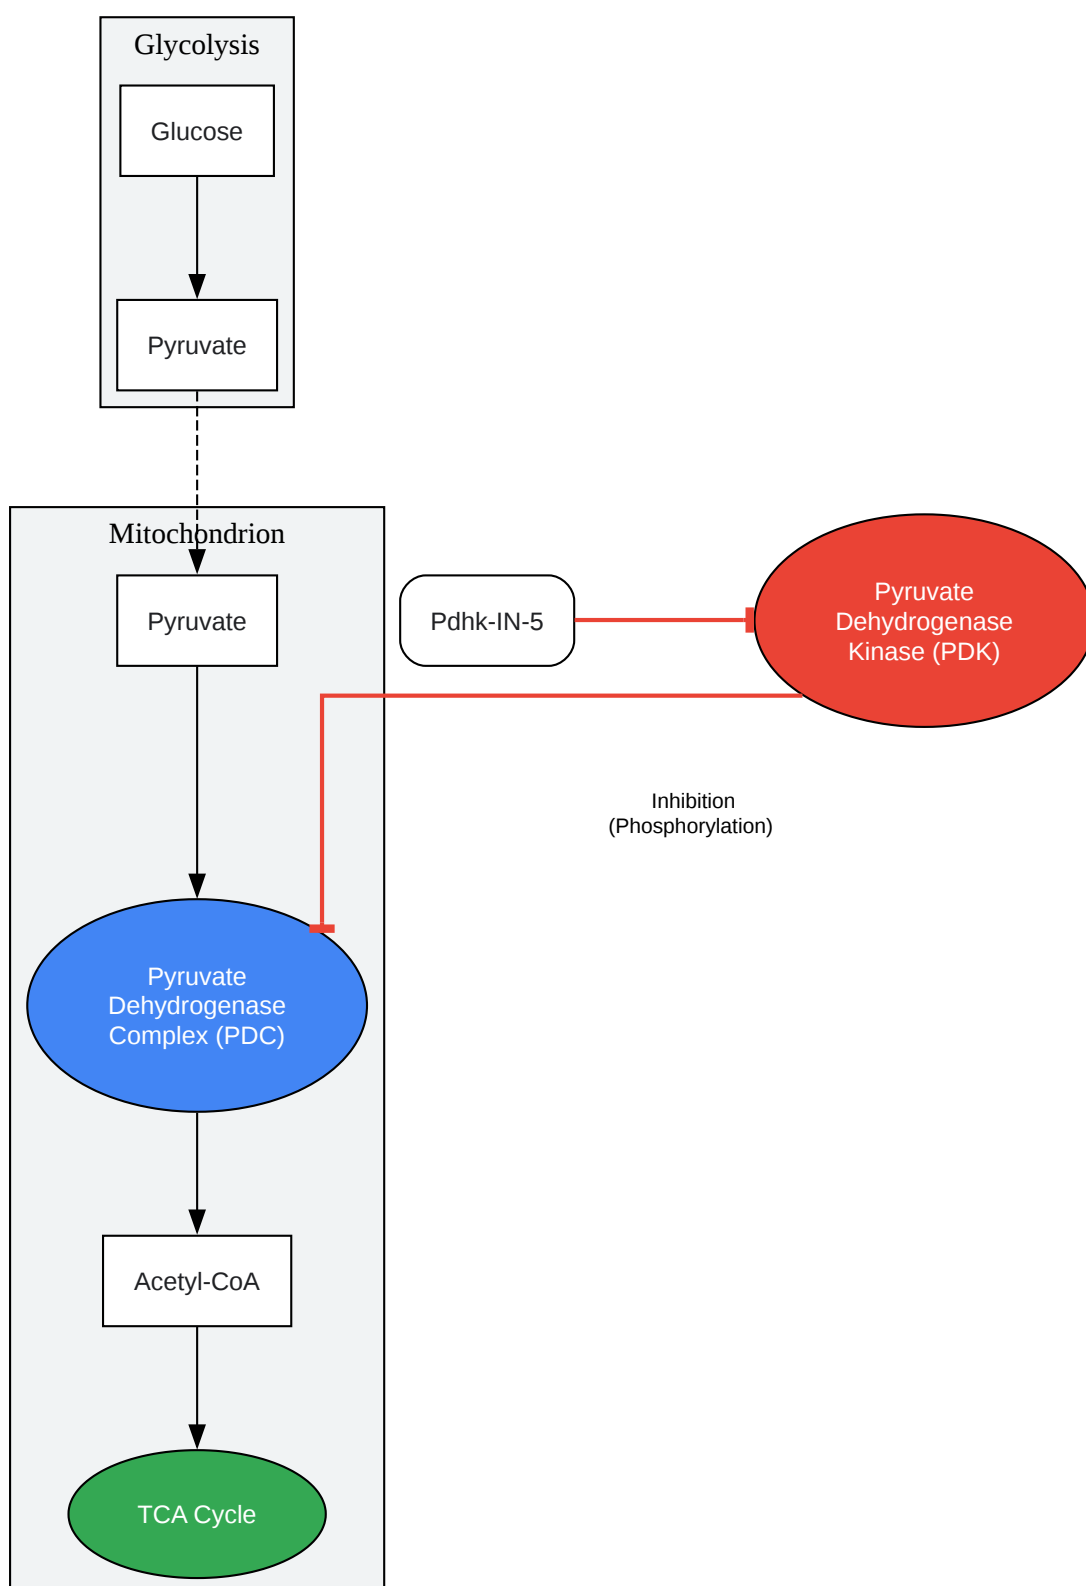 Glycolysis
Glucose
Pyruvate
Mitochondrion
Pyruvate
Pdhk-IN-5
Pyruvate
Dehydrogenase
Kinase (PDK)
Inhibition
(Phosphorylation)
Pyruvate
Dehydrogenase
Complex (PDC)
Acetyl-CoA
TCA Cycle